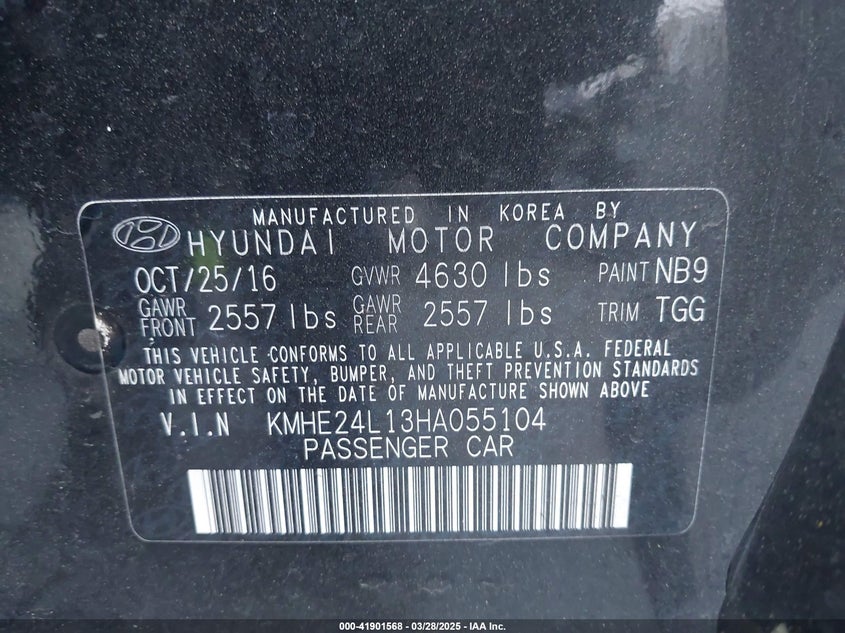 MANUFACTURED IN KOREA BY
HYUNDAI MOTOR COMPANY
OCT/25/16 GVWR 4630 lbs PAINT NB9
GAWR FRONT 2557 lbs GAWR REAR 2557 lbs TRIM TGG
THIS VEHICLE CONFORMS TO ALL APPLICABLE U.S.A. FEDERAL
MOTOR VEHICLE SAFETY, BUMPER, AND THEFT PREVENTION STANDARDS
IN EFFECT ON THE DATE OF MANUFACTURE SHOWN ABOVE
V.I.N KMHE24L13HA055104
PASSENGER CAR
000-41901568 | 03/28/2025 - IAA Inc.